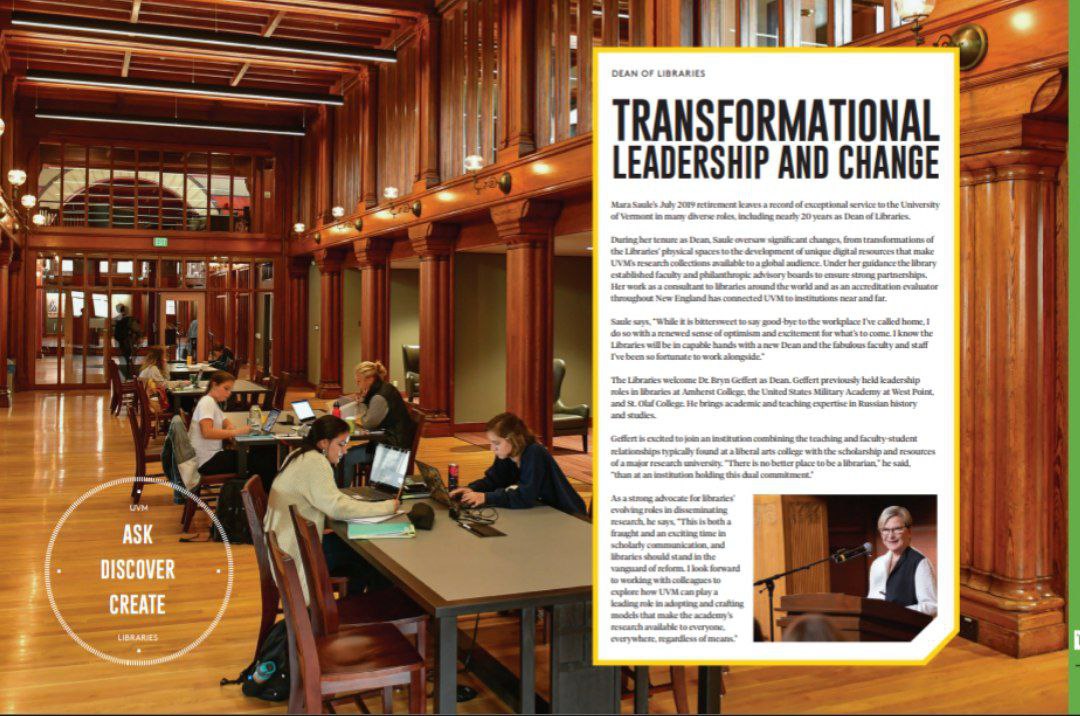 DEAN OF LIBRARIES
TRANSFORMATIONAL
LEADERSHIP AND CHANGE
Mara Saule's July 2019 retirement leaves a record of exceptional service to the University
of Vermont in many diverse roles, including nearly 20 years as Dean of Libraries.
During her tenure as Dean, Saule oversaw significant changes, from transformations of
the Libraries' physical spaces to the development of unique digital resources that make
UVM's research collections available to a global audience. Under her guidance the library
established faculty and philanthropic advisory boards to ensure strong partnerships.
Her work as a consultant to libraries around the world and as an accreditation evaluator
throughout New England has connected UVM to institutions near and far.
Saule says, "While it is bittersweet to say good-bye to the workplace I've called home, I
do so with a renewed sense of optimism and excitement for what's to come. I know the
Libraries will be in capable hands with a new Dean and the fabulous faculty and staff
I've been so fortunate to work alongside."
The Libraries welcome Dr. Bryn Geffert as Dean. Geffert previously held leadership
roles in libraries at Amherst College, the United States Military Academy at West Point,
and St. Olaf College. He brings academic and teaching expertise in Russian history
and studies.
Geffert is excited to join an institution combining the teaching and faculty-student
relationships typically found at a liberal arts college with the scholarship and resources
of a major research university. "There is no better place to be a librarian," he said,
"than at an institution holding this dual commitment."
As a strong advocate for libraries'
evolving roles in disseminating
research, he says, "This is both a
fraught and an exciting time in
scholarly communication, and
libraries should stand in the
vanguard of reform. I look forward
to working with colleagues to
explore how UVM can play a
leading role in adopting and crafting
models that make the academy's
research available to everyone,
everywhere, regardless of means."
UVM
ASK
DISCOVER
CREATE
LIBRARIES
EXIT